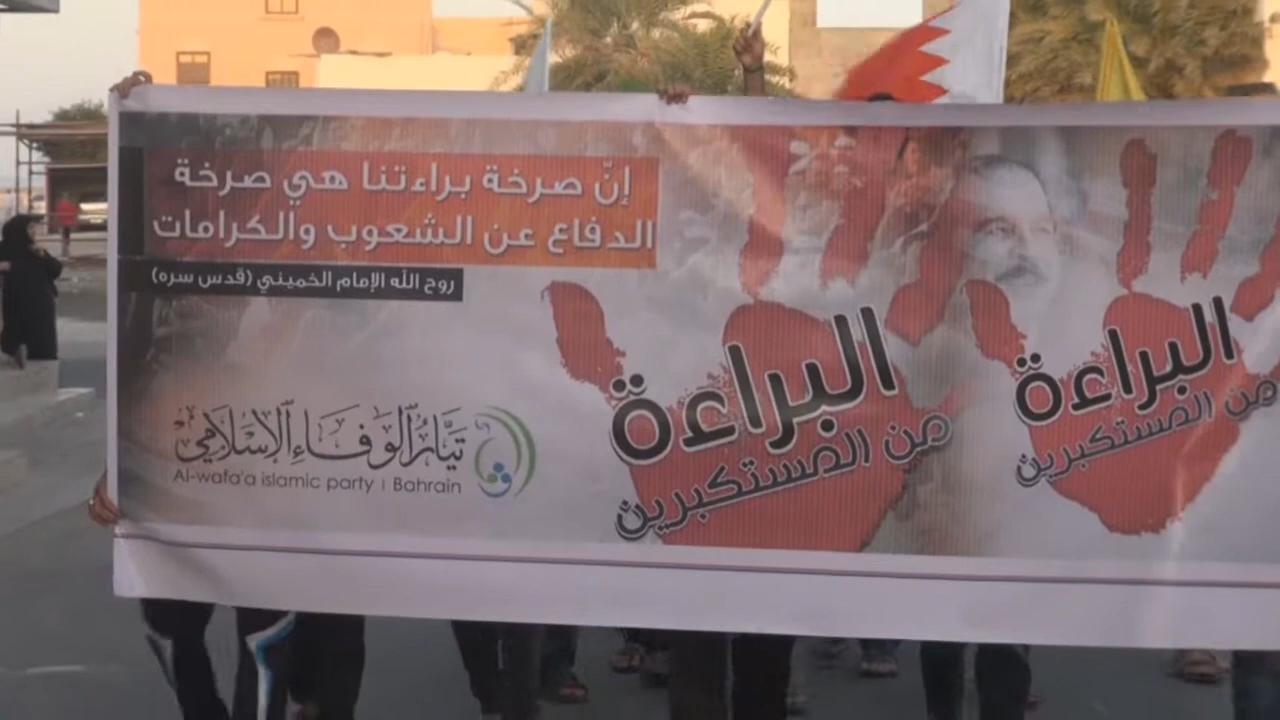 إنّ صرخة براءتنا هي صرخة
الدفاع عن الشعوب والكرامات
روح الله الإمام الخميني (قدس سره)
البراءة
من المستكبرين
البراءة
من المستكبرين
تيار الوفاء الإسلامي
Al-wafa'a islamic party | Bahrain